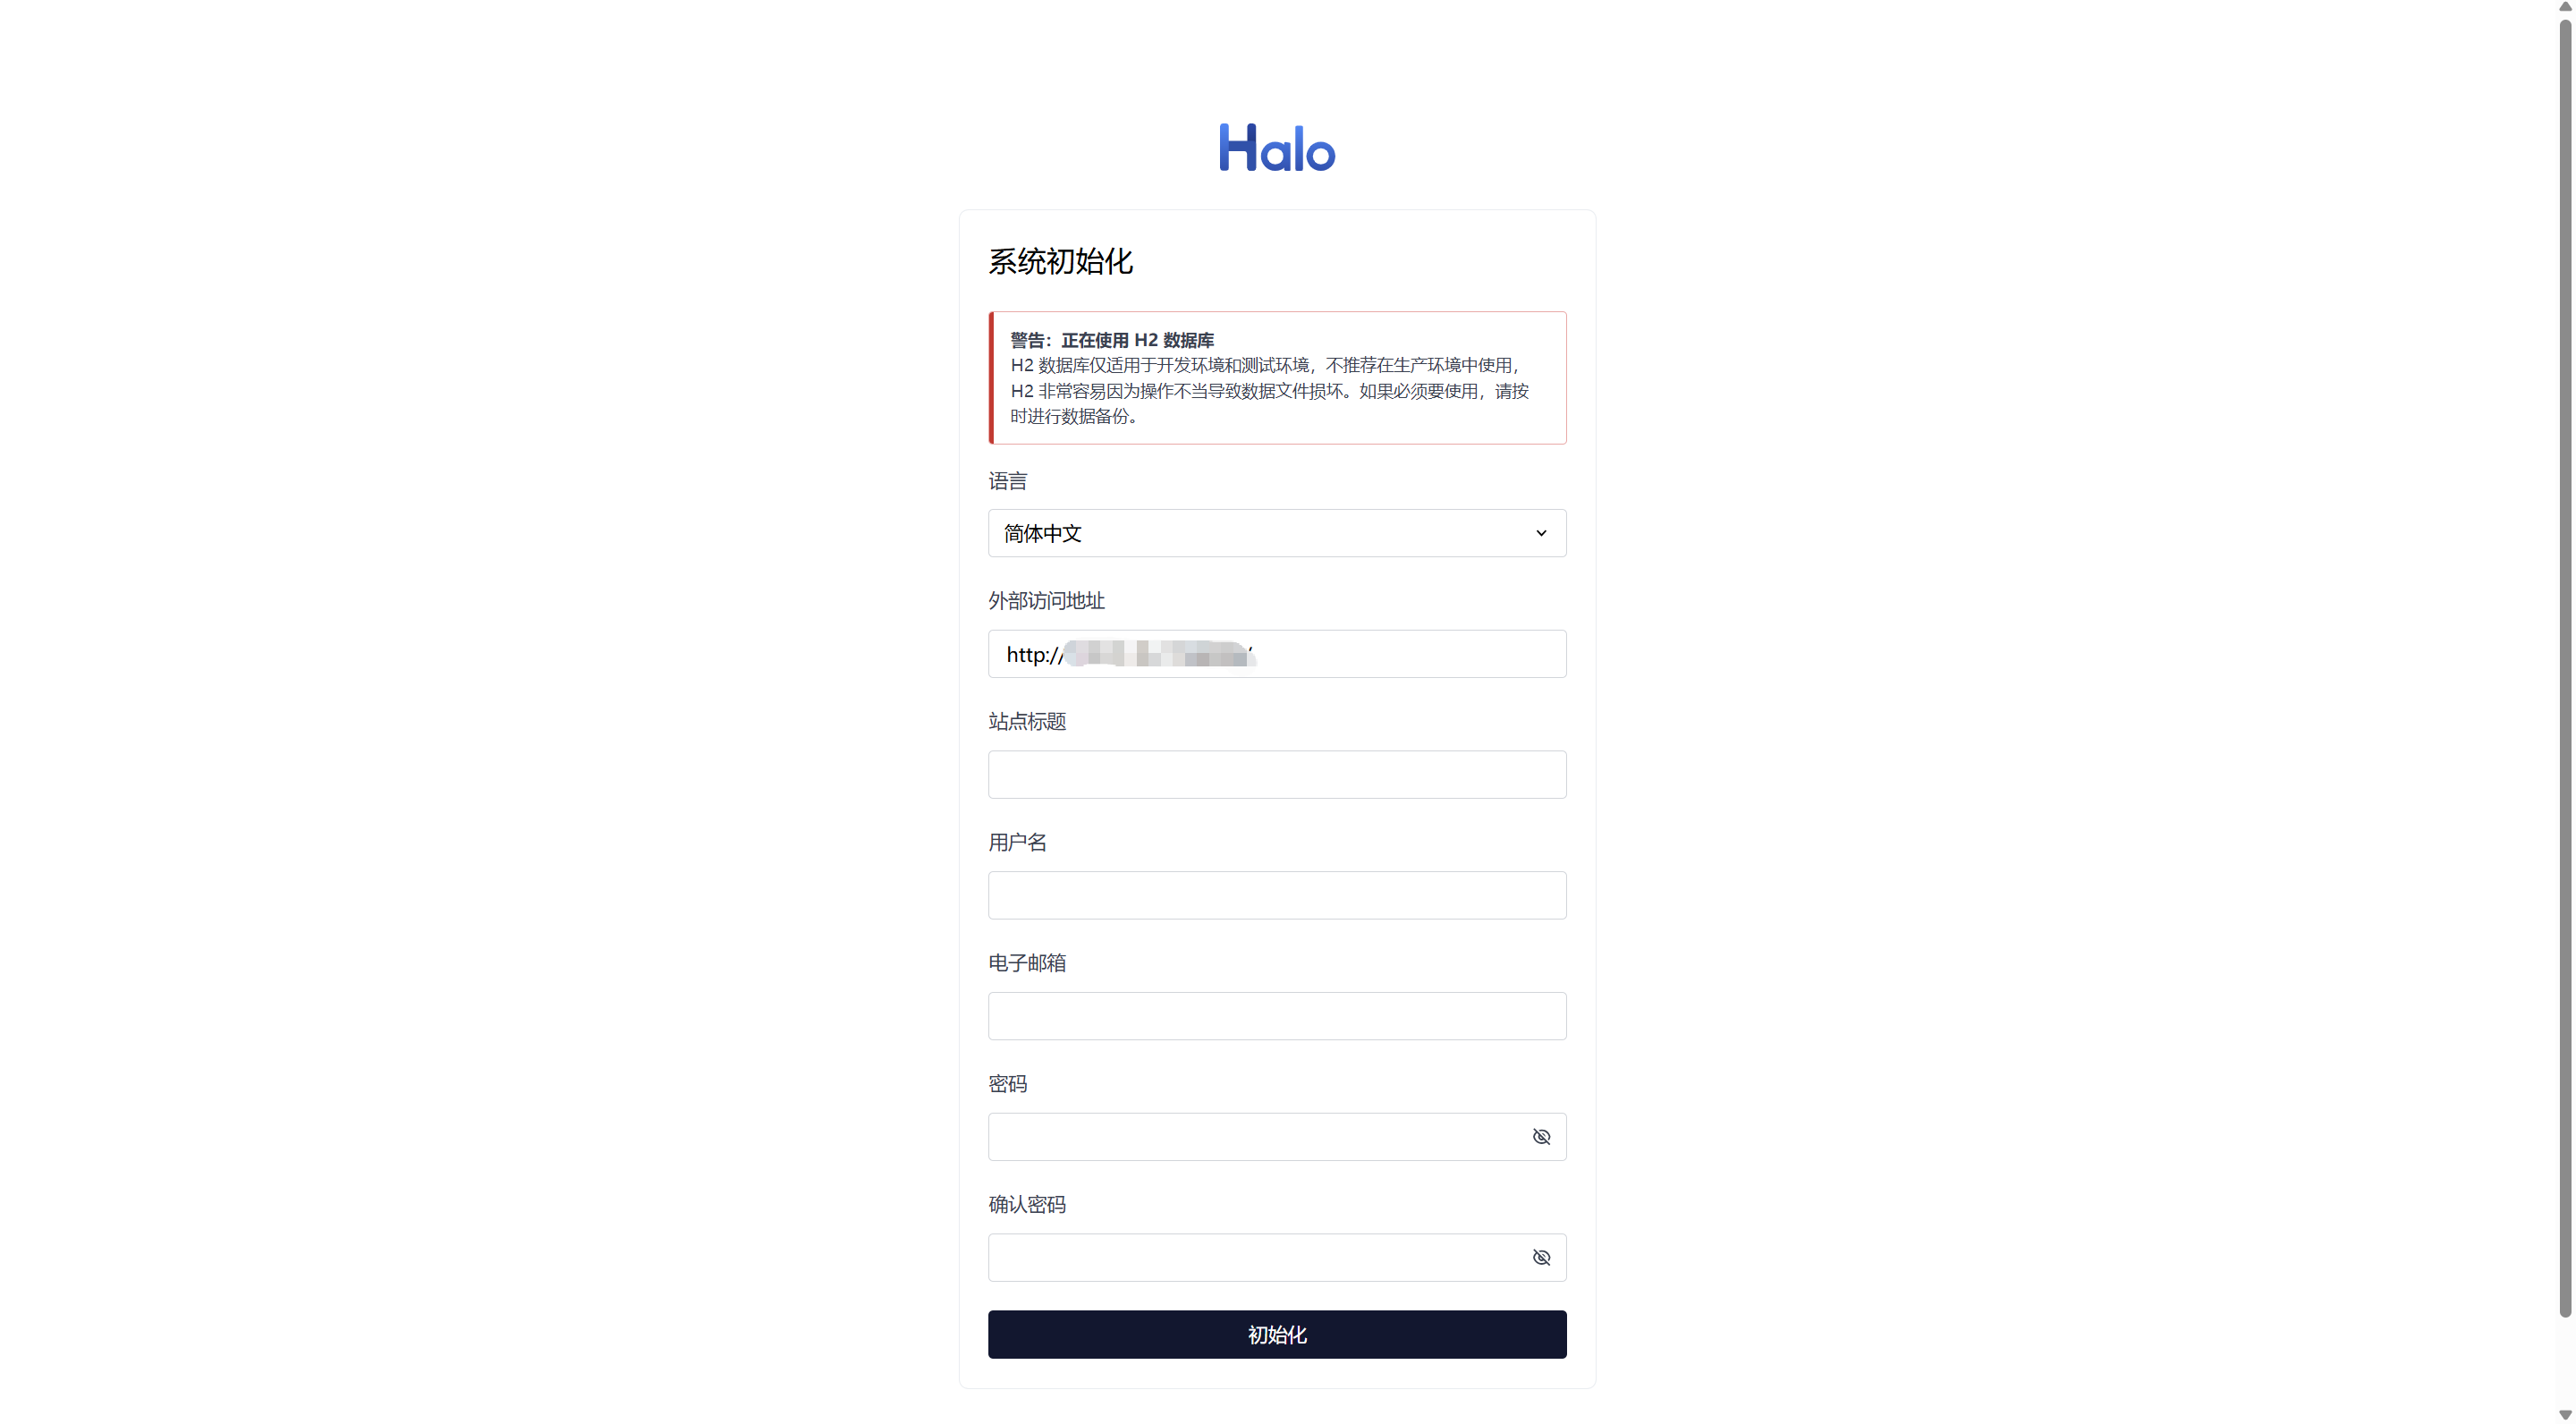 Halo
系统初始化
警告：正在使用 H2 数据库
H2 数据库仅适用于开发环境和测试环境，不推荐在生产环境中使用，
H2 非常容易因为操作不当导致数据文件损坏。如果必须要使用，请按
时进行数据备份。
语言
简体中文
外部访问地址
http://
站点标题
用户名
电子邮箱
密码
确认密码
初始化